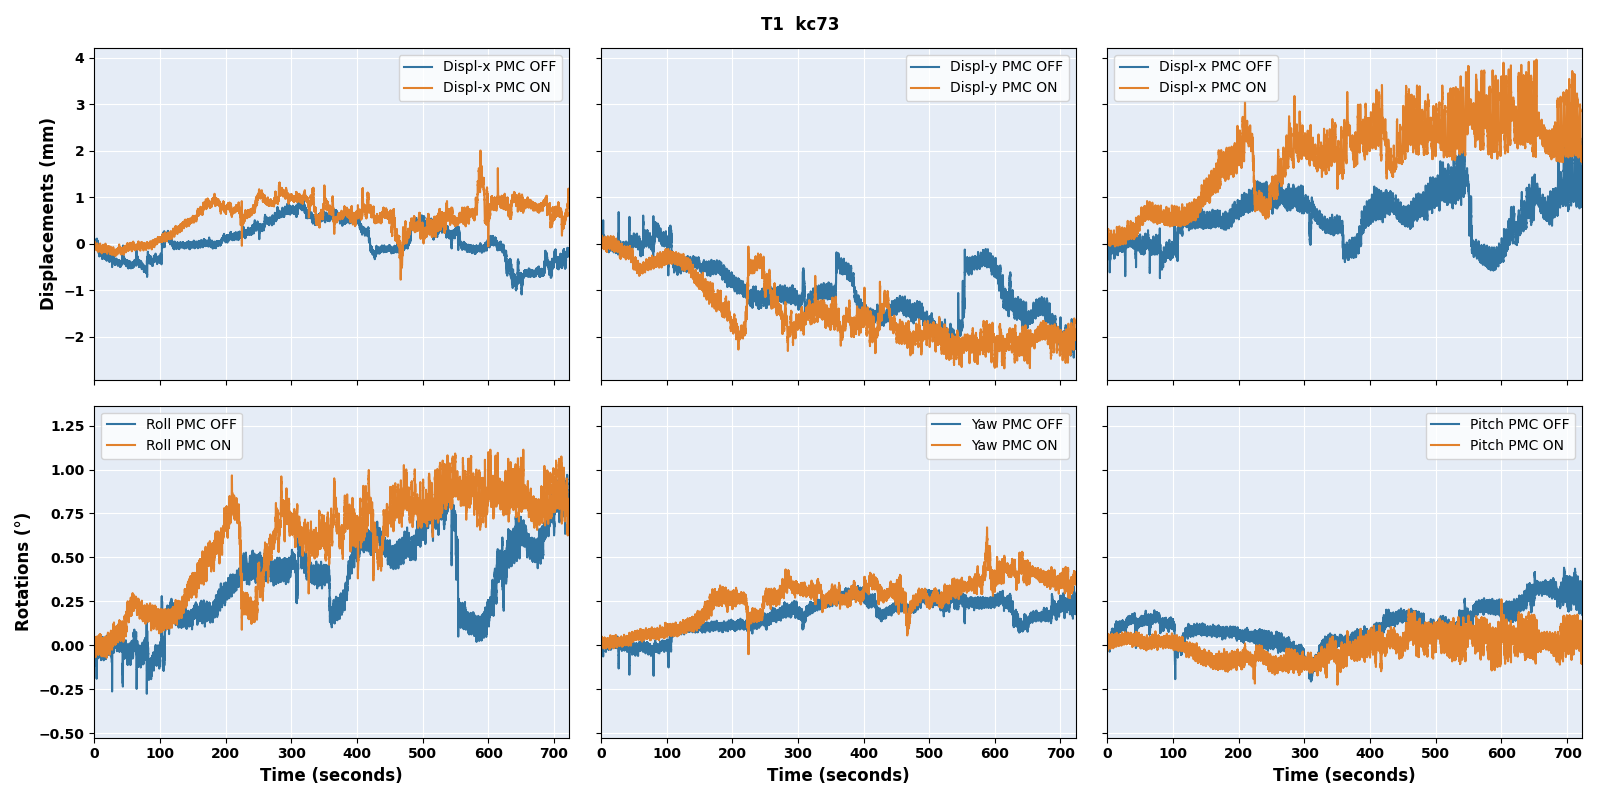 T1 kc73
Displacements (mm)
4
3
2
1
0
−1
−2
Displ-x PMC OFF
Displ-x PMC ON
Displ-y PMC OFF
Displ-y PMC ON
Displ-x PMC OFF
Displ-x PMC ON
Rotations (°)
1.25
1.00
0.75
0.50
0.25
0.00
−0.25
−0.50
Roll PMC OFF
Roll PMC ON
Yaw PMC OFF
Yaw PMC ON
Pitch PMC OFF
Pitch PMC ON
0 100 200 300 400 500 600 700
0 100 200 300 400 500 600 700
0 100 200 300 400 500 600 700
Time (seconds)
Time (seconds)
Time (seconds)